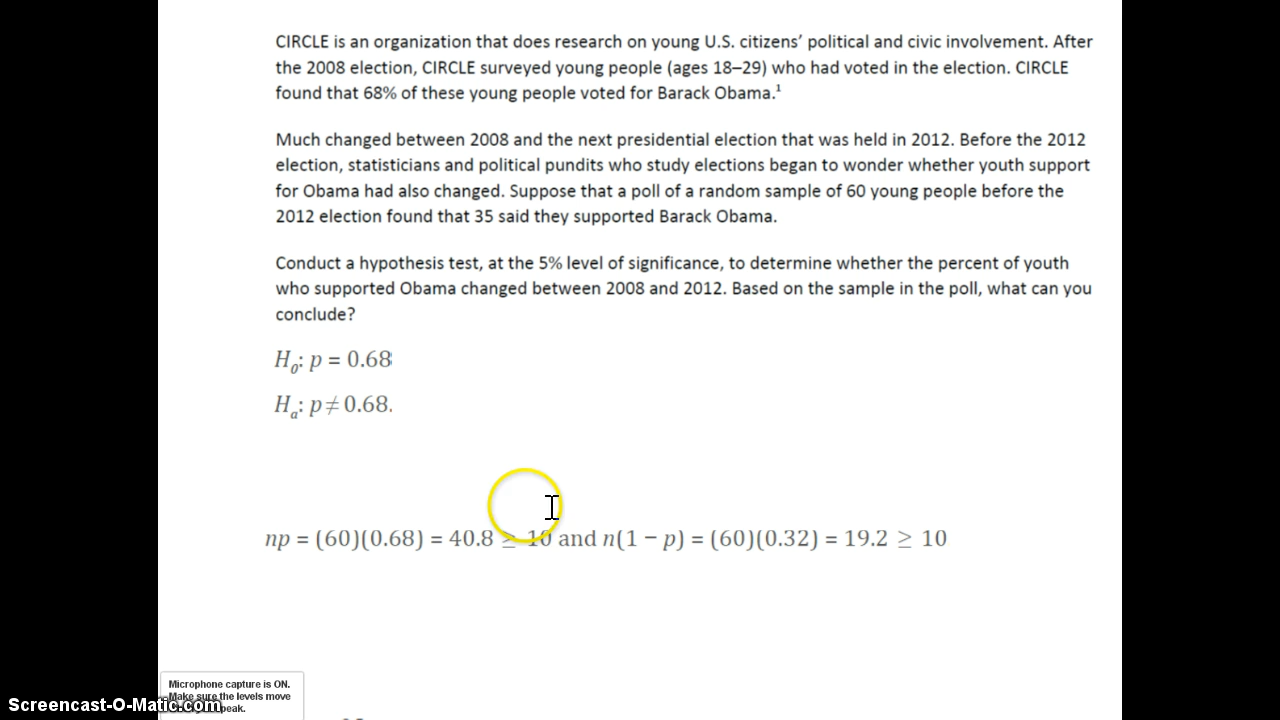 CIRCLE is an organization that does research on young U.S. citizens’ political and civic involvement. After
the 2008 election, CIRCLE surveyed young people (ages 18–29) who had voted in the election. CIRCLE
found that 68% of these young people voted for Barack Obama.¹
Much changed between 2008 and the next presidential election that was held in 2012. Before the 2012
election, statisticians and political pundits who study elections began to wonder whether youth support
for Obama had also changed. Suppose that a poll of a random sample of 60 young people before the
2012 election found that 35 said they supported Barack Obama.
Conduct a hypothesis test, at the 5% level of significance, to determine whether the percent of youth
who supported Obama changed between 2008 and 2012. Based on the sample in the poll, what can you
conclude?
H₀: p = 0.68
Hₐ: p ≠ 0.68.
np = (60)(0.68) = 40.8 ≥ 10 and n(1 − p) = (60)(0.32) = 19.2 ≥ 10
Microphone capture is ON.
Make sure the levels move
peak.
Screencast-O-Matic.com